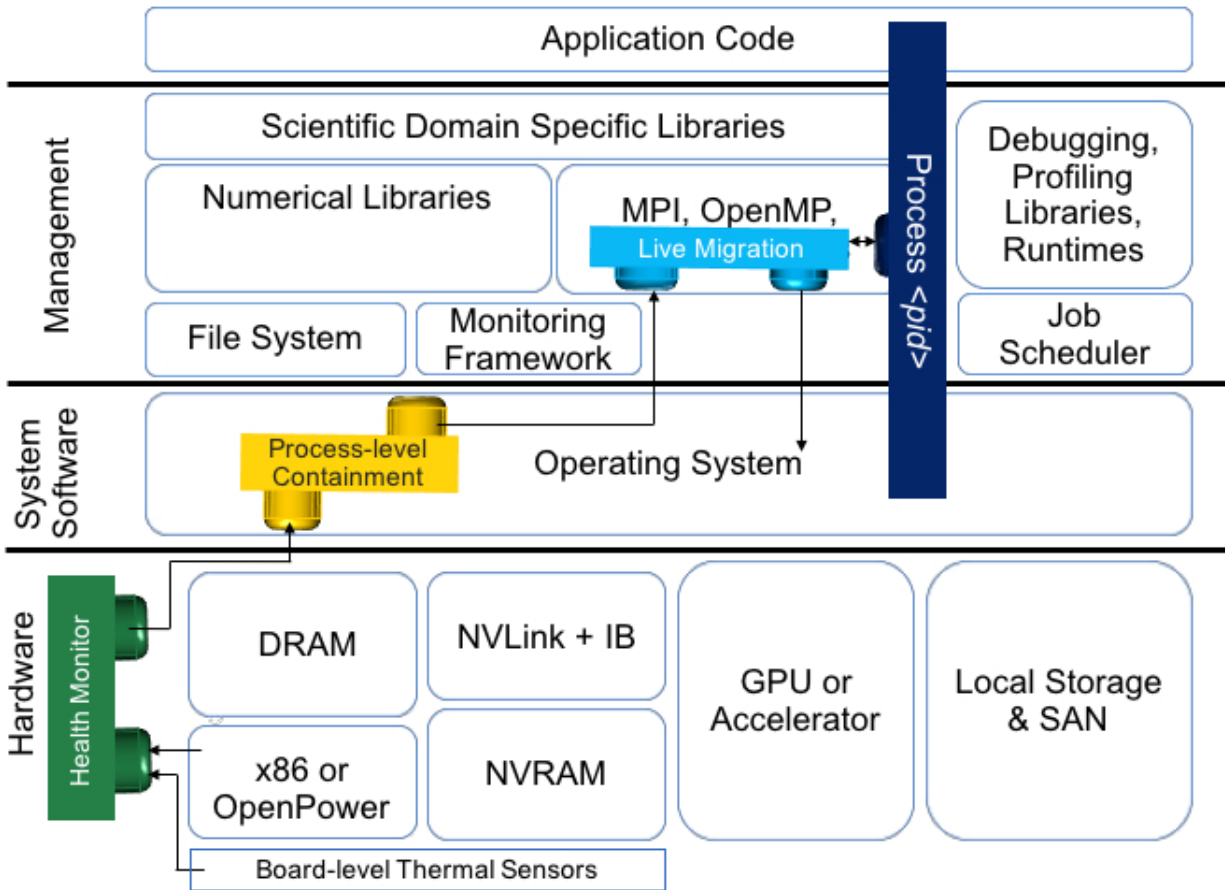 Application Code
Management
Scientific Domain Specific Libraries
Numerical Libraries
MPI, OpenMP,
Live Migration
Process <pid>
Debugging,
Profiling
Libraries,
Runtimes
File System
Monitoring
Framework
Job
Scheduler
System
Software
Process-level
Containment
Operating System
Hardware
Health Monitor
DRAM
NVLink + IB
GPU or
Accelerator
Local Storage
& SAN
x86 or
OpenPower
NVRAM
Board-level Thermal Sensors